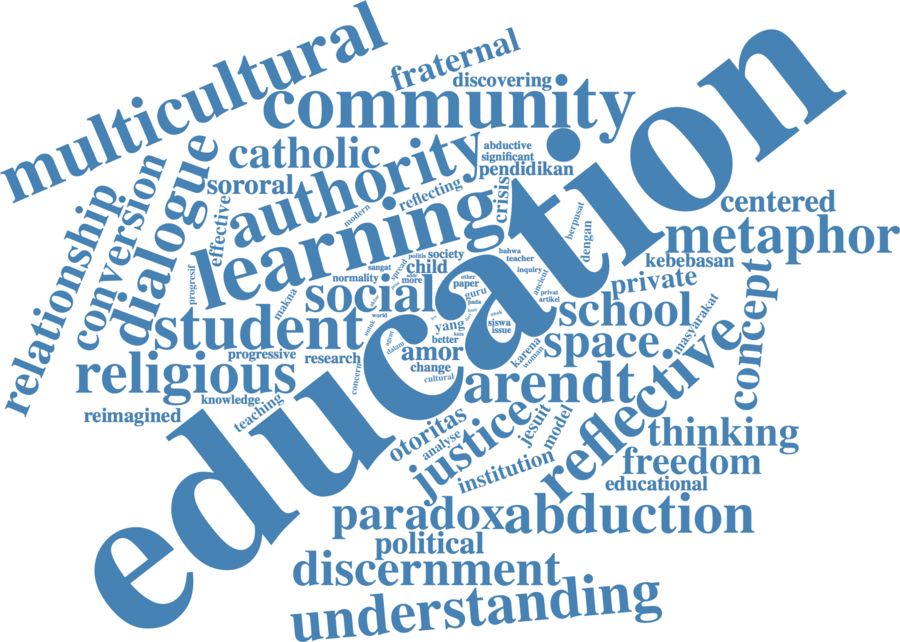 multicultural
fraternal
discovering
community
education
catholic
authority
abductive
significant
pendidikan
sororal
dialogue
conversion
relationship
effective
modern
reflecting
crisis
learning
berpusat
dengan
centered
metaphor
kebebasan
private
concept
progresif
makna
normality
sangat
spread
politis
society
child
more
bahwa
teacher
inquiry
ancient
privat
artikel
other
paper
guru
pada
social
student
world
yang
better
siswa
issue
school
space
masyarakat
karena
woman
amor
change
cultural
dalam
progressive
research
concern
religious
knowledge
teaching
reimagined
arendt
reflective
justice
otoritas
analyse
jesuit
model
institution
thinking
freedom
educational
paradox
abduction
political
discernment
understanding